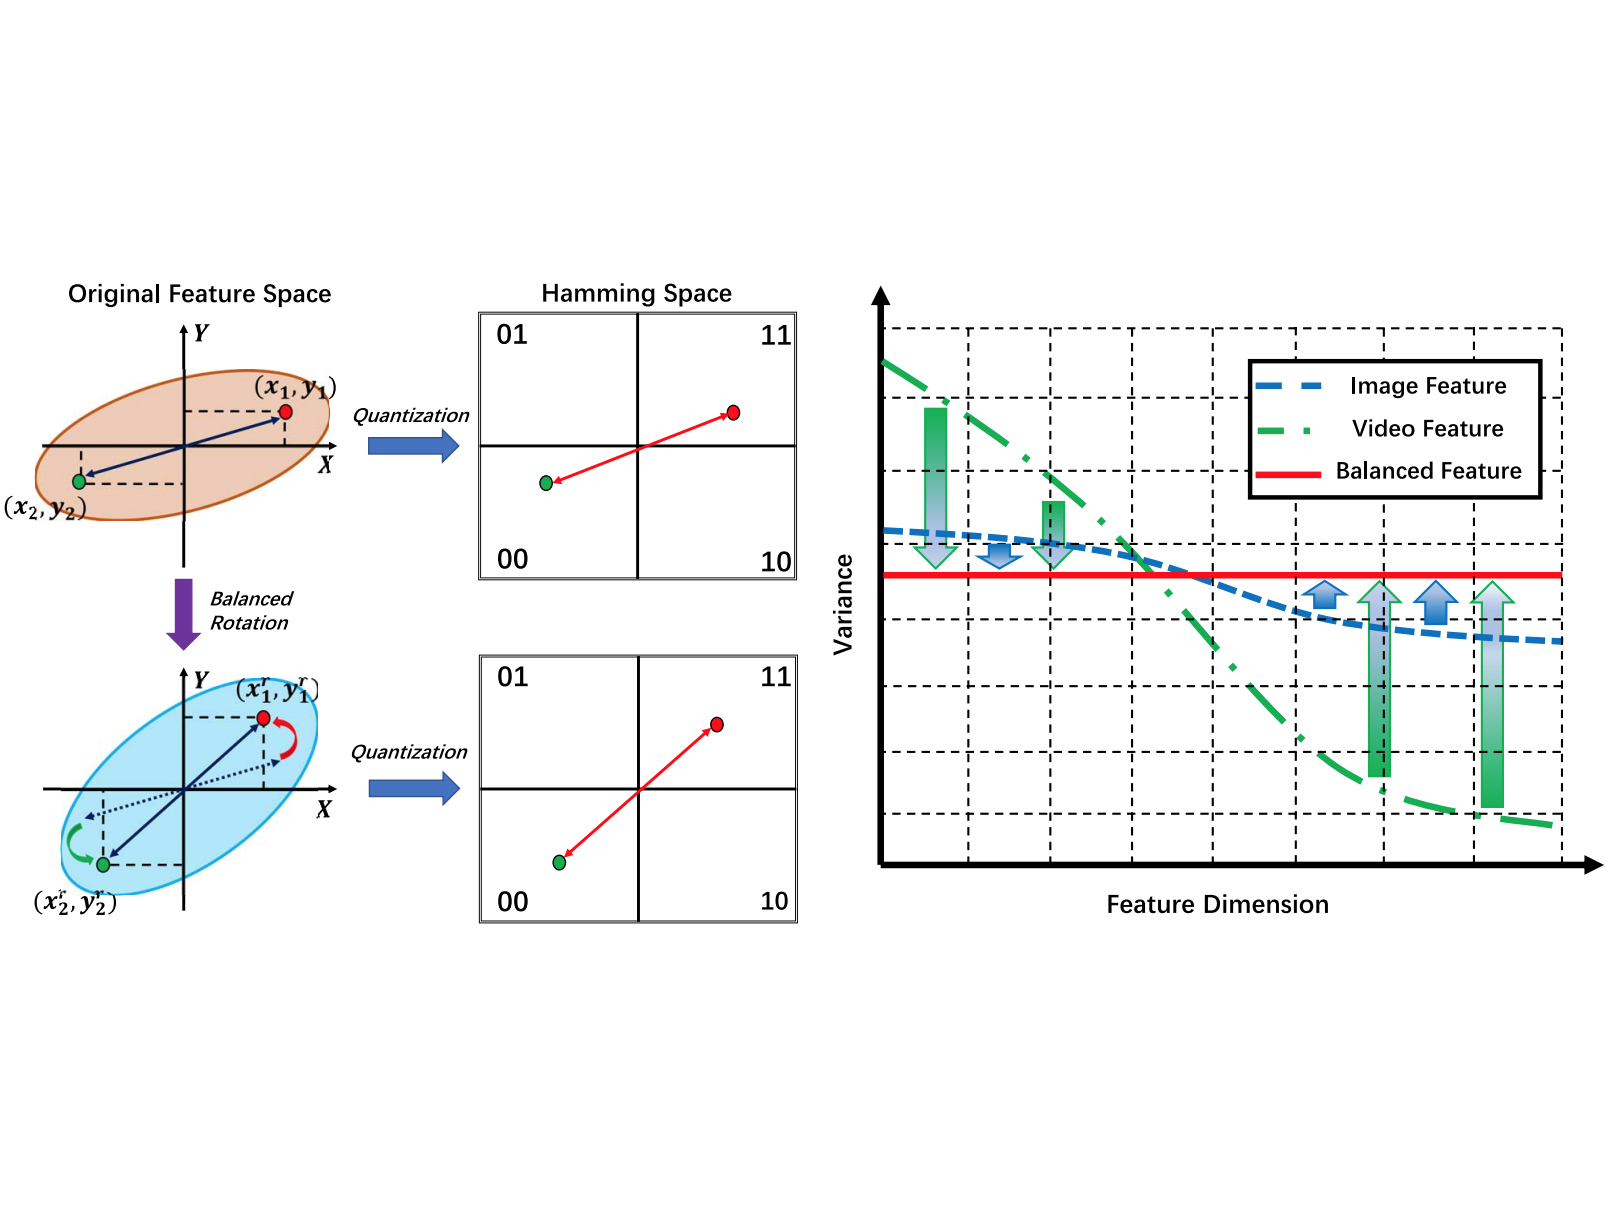 Original Feature Space
Hamming Space
Y
(x₁, y₁)
X
(x₂, y₂)
Quantization
01
11
00
10
Balanced
Rotation
Y
(x₁ʳ, y₁ʳ)
X
(x₂ʳ, y₂ʳ)
Quantization
01
11
00
10
Variance
Image Feature
Video Feature
Balanced Feature
Feature Dimension